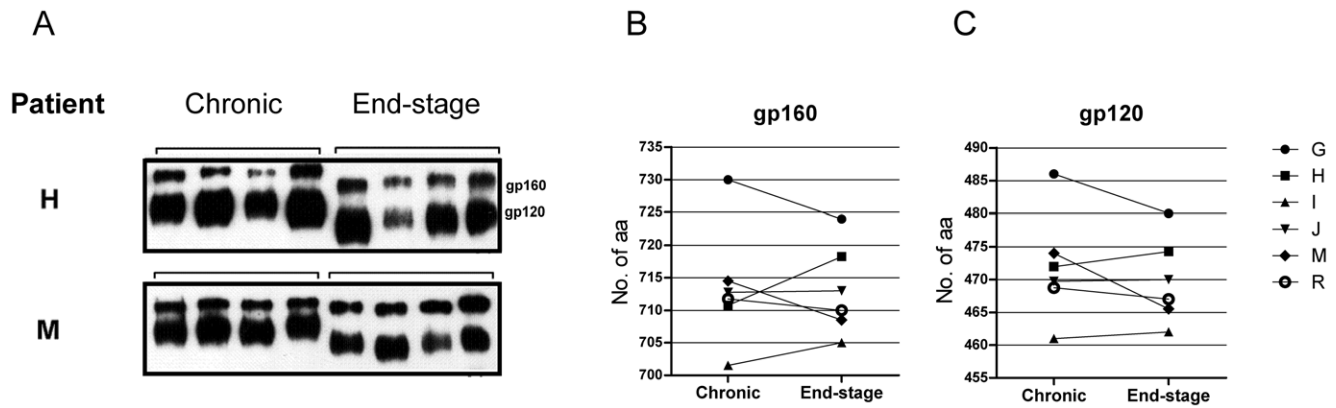 A
Patient
Chronic
End-stage
H
gp160
gp120
M
B
gp160
No. of aa
735
730
725
720
715
710
705
700
Chronic
End-stage
C
gp120
No. of aa
490
485
480
475
470
465
460
455
Chronic
End-stage
G
H
I
J
M
R